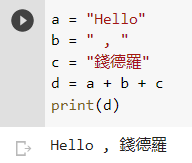 a = "Hello"
b = " , "
c = "錢德羅"
d = a + b + c
print(d)
Hello , 錢德羅